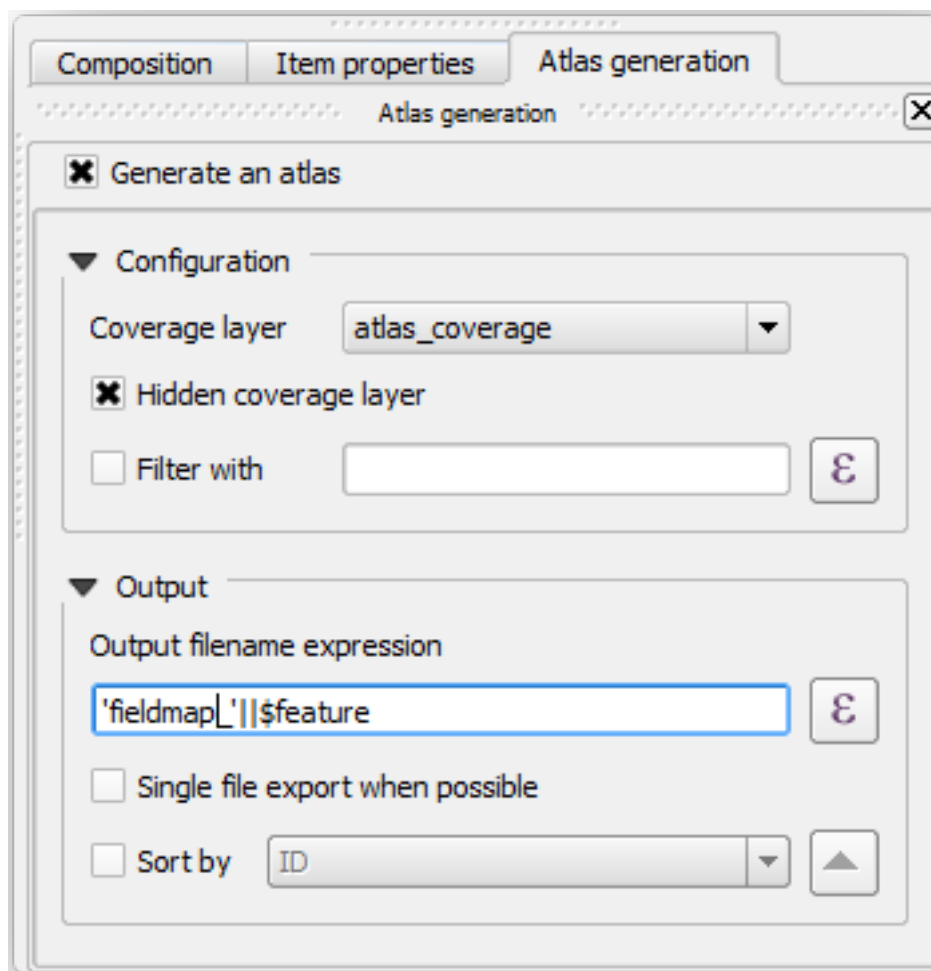 Composition Item properties Atlas generation
Atlas generation
Generate an atlas
Configuration
Coverage layer atlas_coverage
Hidden coverage layer
Filter with ε
Output
Output filename expression
'fieldmap_'||$feature ε
Single file export when possible
Sort by ID